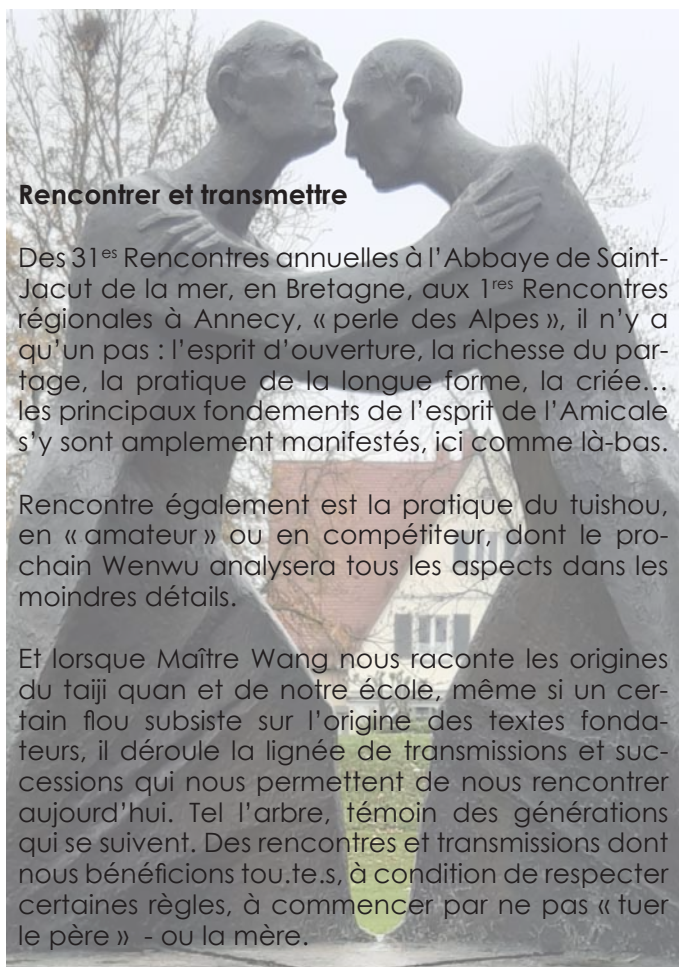 Rencontrer et transmettre
Des 31es Rencontres annuelles à l’Abbaye de Saint-
Jacut de la mer, en Bretagne, aux 1res Rencontres
régionales à Annecy, « perle des Alpes », il n’y a
qu’un pas : l’esprit d’ouverture, la richesse du par-
tage, la pratique de la longue forme, la criée…
les principaux fondements de l’esprit de l’Amicale
s’y sont amplement manifestés, ici comme là-bas.
Rencontre également est la pratique du tuishou,
en « amateur » ou en compétiteur, dont le pro-
chain Wenwu analysera tous les aspects dans les
moindres détails.
Et lorsque Maître Wang nous raconte les origines
du taiji quan et de notre école, même si un cer-
tain flou subsiste sur l’origine des textes fonda-
teurs, il déroule la lignée de transmissions et suc-
cessions qui nous permettent de nous rencontrer
aujourd’hui. Tel l’arbre, témoin des générations
qui se suivent. Des rencontres et transmissions dont
nous bénéficions tou.te.s, à condition de respecter
certaines règles, à commencer par ne pas « tuer
le père » - ou la mère.